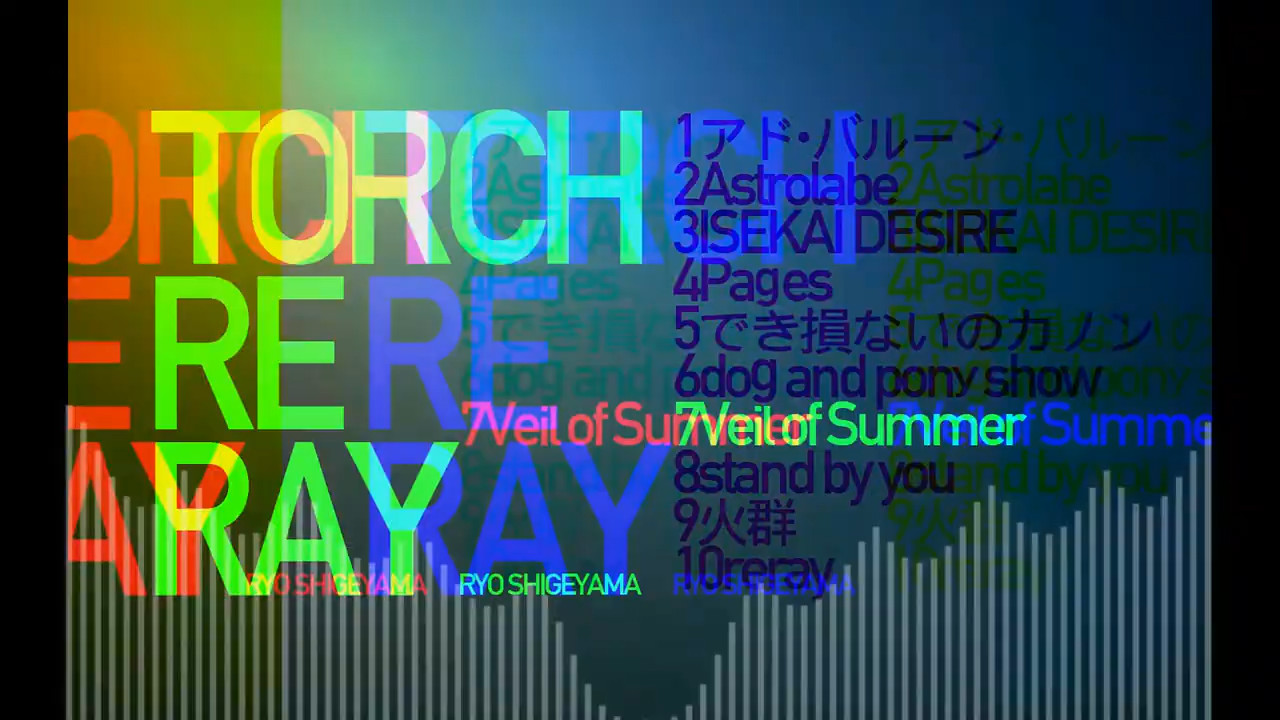 TORCH
RE
RAY
RYO SHIGEYAMA
1アド・バルーン
2Astrolabe
3ISEKAI DESIRE
4Pages
5でき損ないのカノン
6dog and pony show
7Veil of Summer
8stand by you
9火群
10reray